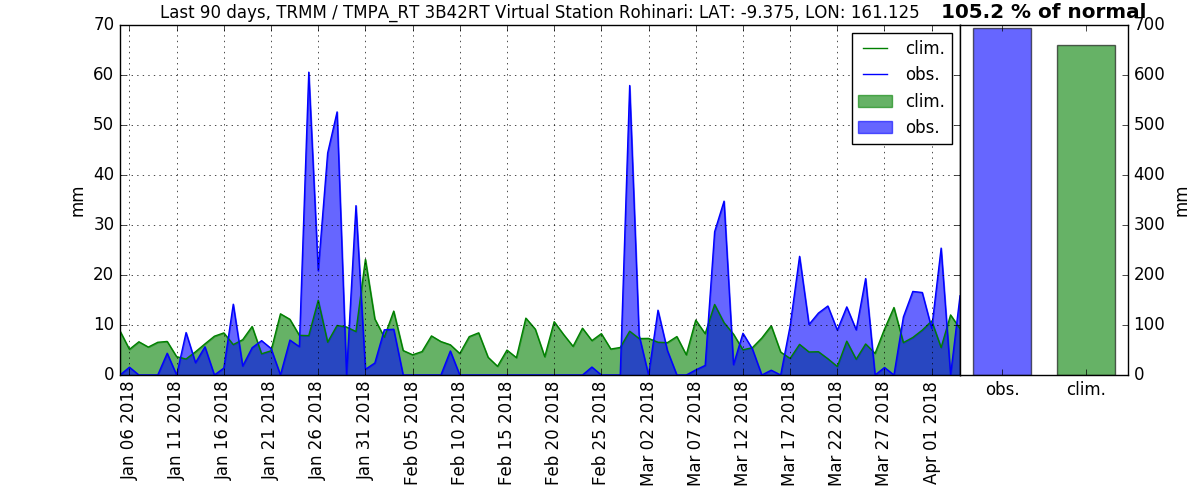 Last 90 days, TRMM / TMPA_RT 3B42RT Virtual Station Rohinari: LAT: -9.375, LON: 161.125
105.2 % of normal
70
60
50
40
30
20
10
0
mm
clim.
obs.
clim.
obs.
700
600
500
400
300
200
100
0
mm
Jan 06 2018
Jan 11 2018
Jan 16 2018
Jan 21 2018
Jan 26 2018
Jan 31 2018
Feb 05 2018
Feb 10 2018
Feb 15 2018
Feb 20 2018
Feb 25 2018
Mar 02 2018
Mar 07 2018
Mar 12 2018
Mar 17 2018
Mar 22 2018
Mar 27 2018
Apr 01 2018
obs.
clim.